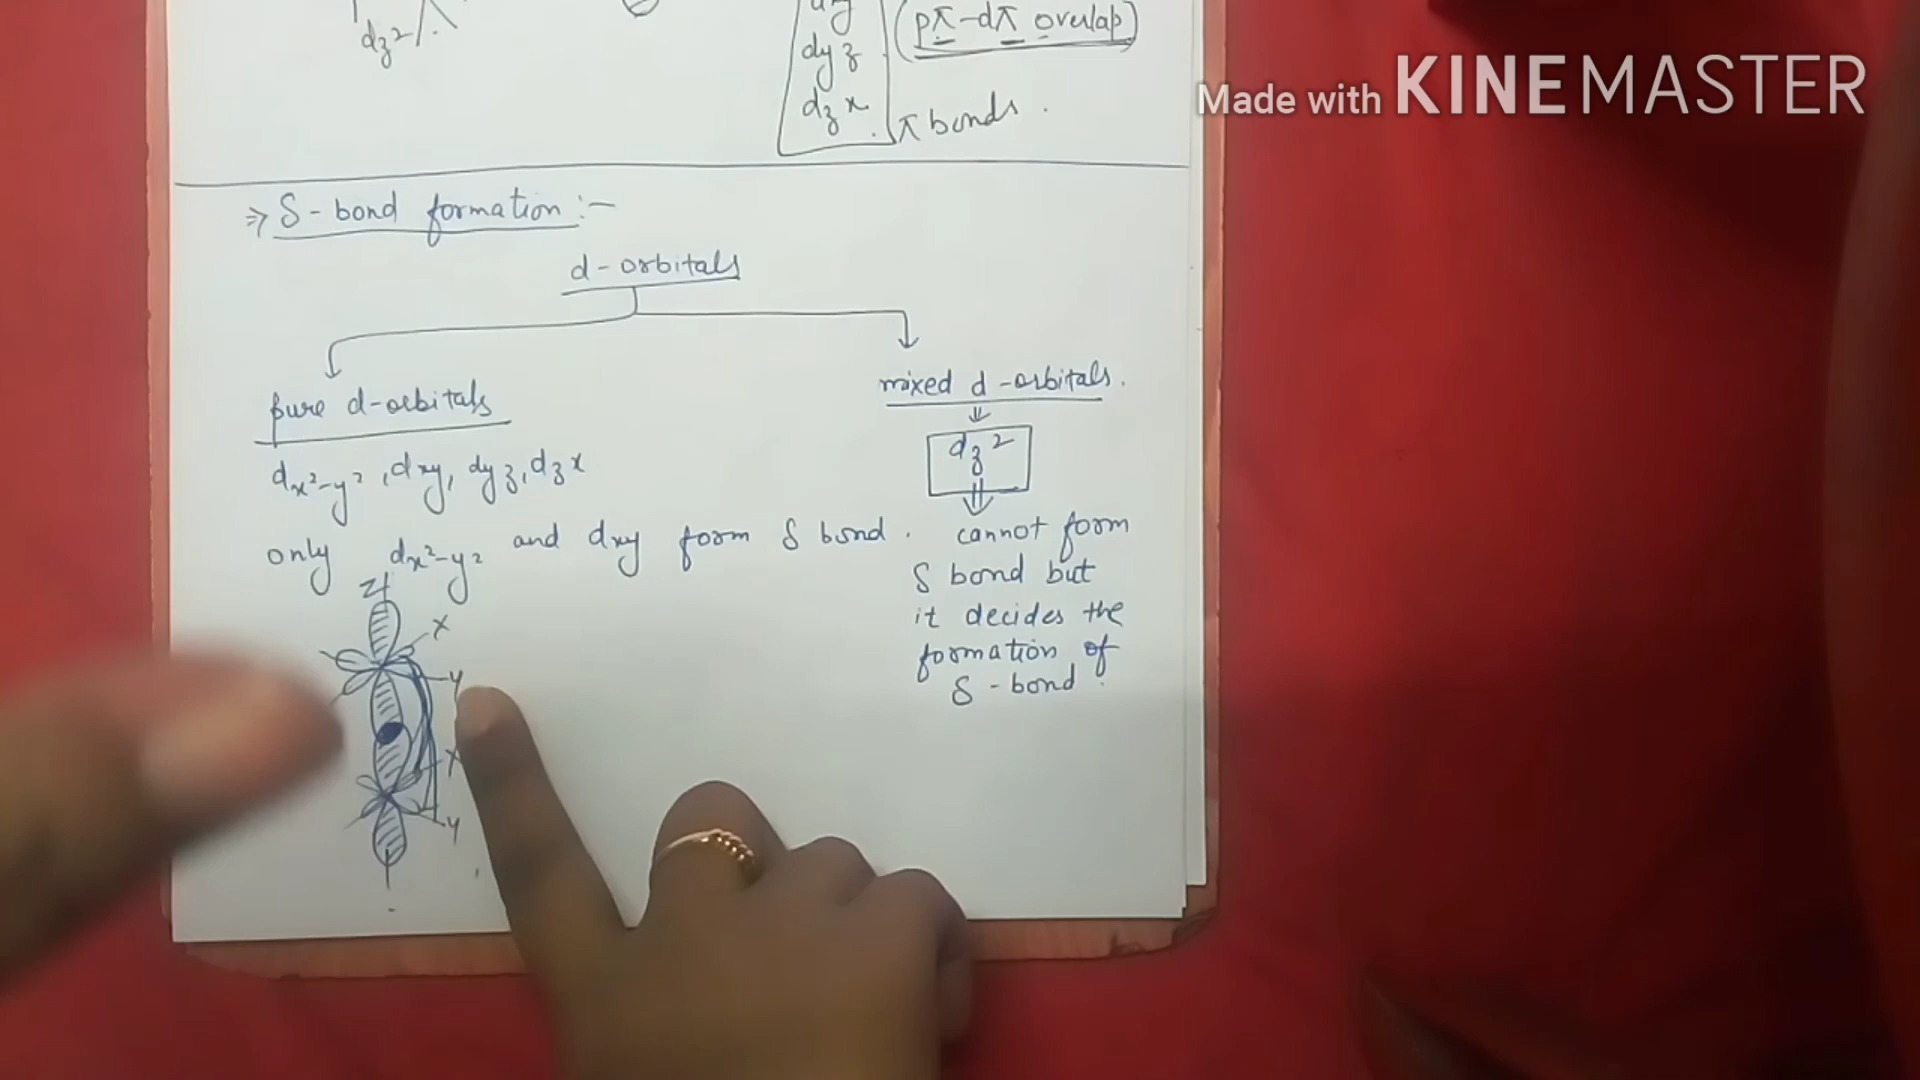 dz²
(pπ-dπ overlap)
dyz
dzx
π bonds.
Made with KINEMASTER
⇒ δ-bond formation:-
d-orbitals
pure d-orbitals
mixed d-orbitals.
dx²-y², dxy, dyz, dzx
dz²
only dx²-y² and dxy form δ bond.
cannot form
δ bond but
it decides the
formation of
δ-bond.
Z
X
Y
X
Y